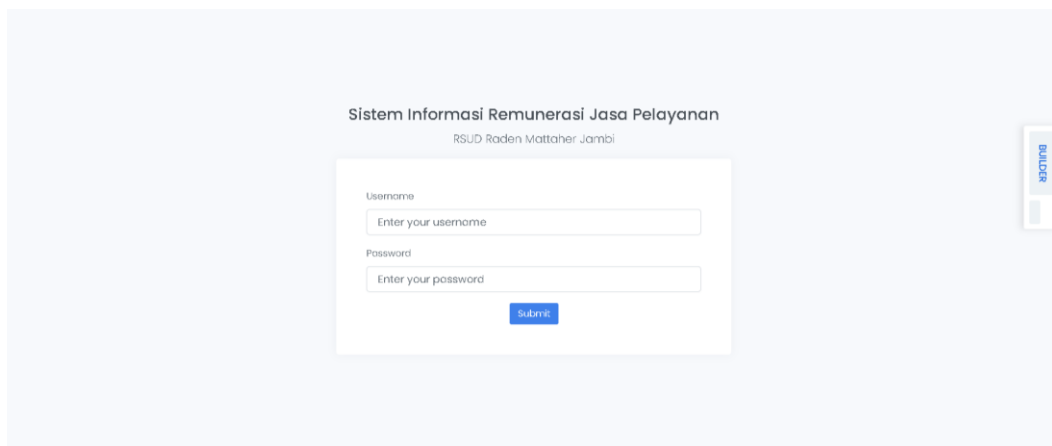 Sistem Informasi Remunerasi Jasa Pelayanan
RSUD Raden Mattaher Jambi
Username
Enter your username
Password
Enter your password
Submit
BUILDER